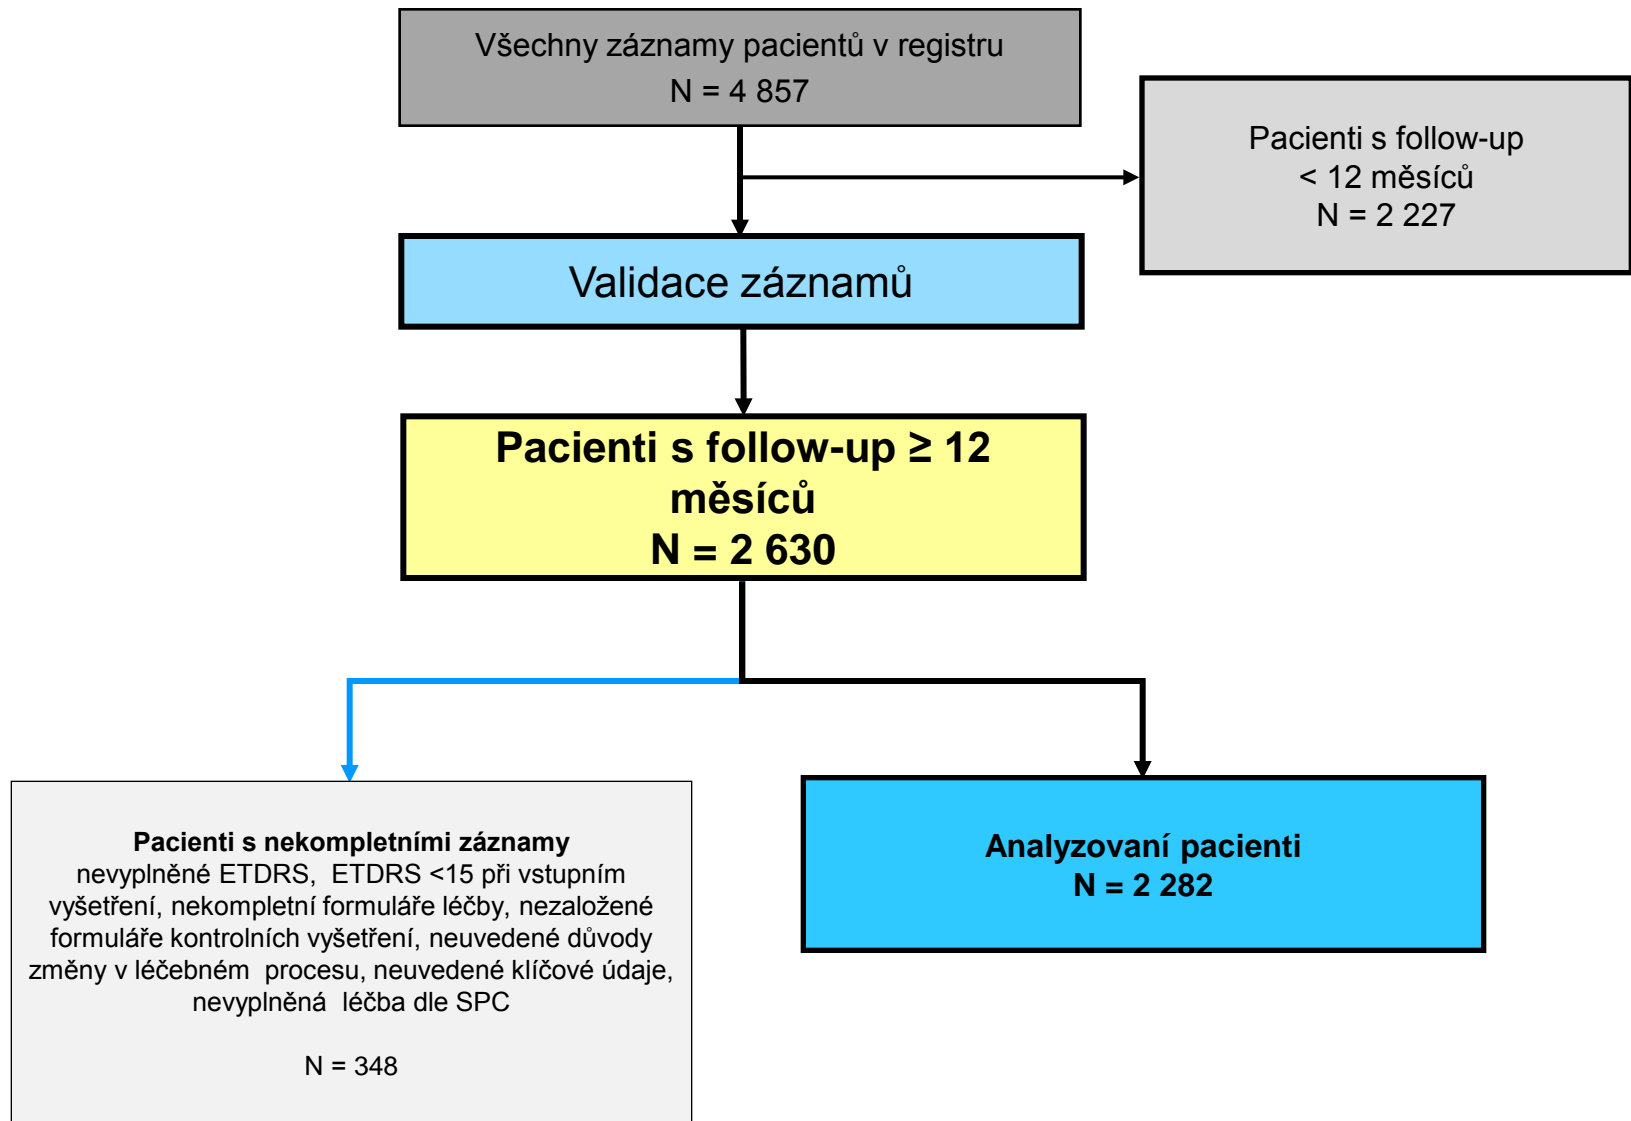 Všechny záznamy pacientů v registru
N = 4 857
Pacienti s follow-up
< 12 měsíců
N = 2 227
Validace záznamů
Pacienti s follow-up ≥ 12
měsíců
N = 2 630
Pacienti s nekompletními záznamy
nevyplněné ETDRS, ETDRS <15 při vstupním
vyšetření, nekompletní formuláře léčby, nezaložené
formuláře kontrolních vyšetření, neuvedené důvody
změny v léčebném procesu, neuvedené klíčové údaje,
nevyplněná léčba dle SPC
N = 348
Analyzovaní pacienti
N = 2 282